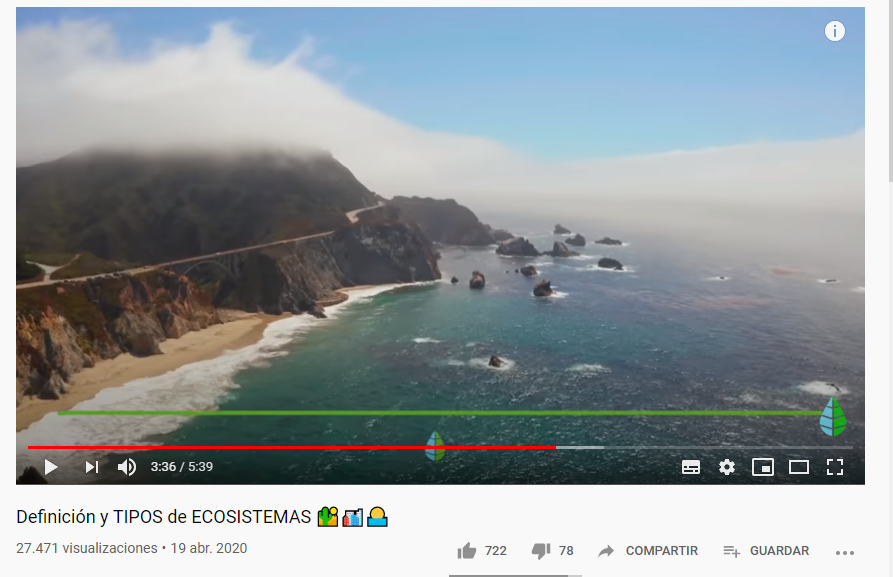 3:36 / 5:39
Definición y TIPOS de ECOSISTEMAS
27.471 visualizaciones • 19 abr. 2020
722 78 COMPARTIR GUARDAR